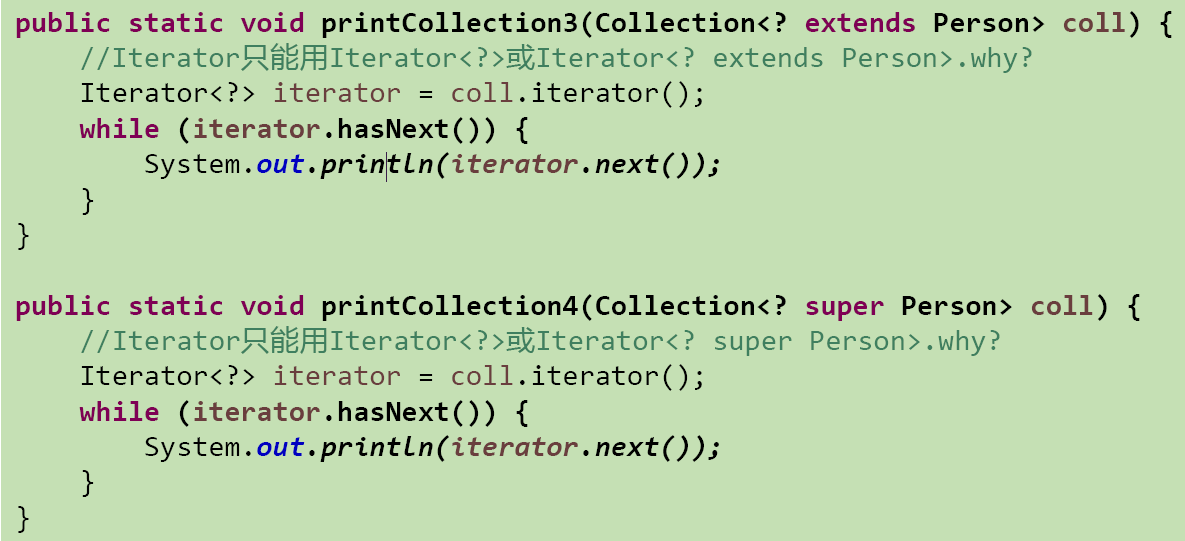 public static void printCollection3(Collection<? extends Person> coll) {
    //Iterator只能用Iterator<?>或Iterator<? extends Person>.why?
    Iterator<?> iterator = coll.iterator();
    while (iterator.hasNext()) {
        System.out.println(iterator.next());
    }
}

public static void printCollection4(Collection<? super Person> coll) {
    //Iterator只能用Iterator<?>或Iterator<? super Person>.why?
    Iterator<?> iterator = coll.iterator();
    while (iterator.hasNext()) {
        System.out.println(iterator.next());
    }
}